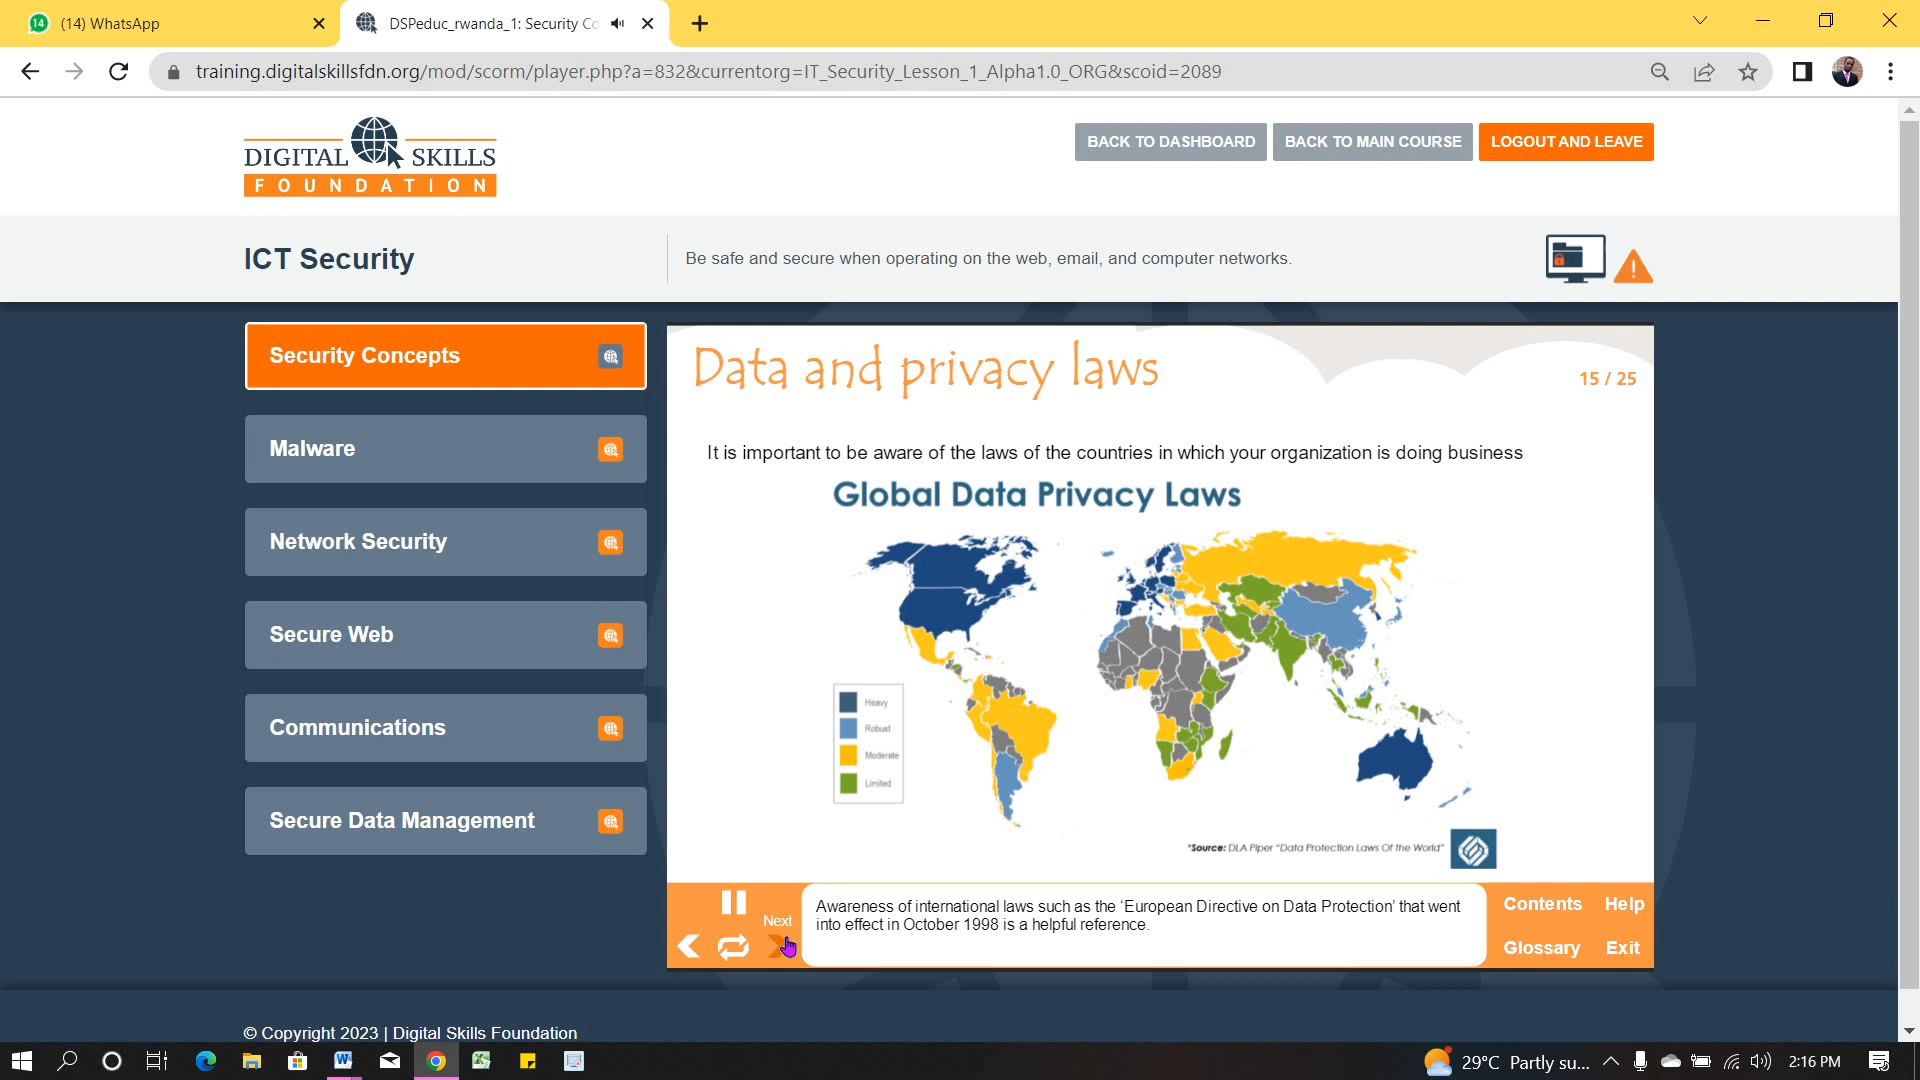 (14) WhatsApp
DSPeduc_rwanda_1: Security Co
training.digitalskillsfdn.org/mod/scorm/player.php?a=832&currentorg=IT_Security_Lesson_1_Alpha1.0_ORG&scoid=2089
DIGITAL SKILLS
FOUNDATION
BACK TO DASHBOARD
BACK TO MAIN COURSE
LOGOUT AND LEAVE
ICT Security
Be safe and secure when operating on the web, email, and computer networks.
Security Concepts
Malware
Network Security
Secure Web
Communications
Secure Data Management
Data and privacy laws
15 / 25
It is important to be aware of the laws of the countries in which your organization is doing business
Global Data Privacy Laws
Heavy
Robust
Moderate
Limited
*Source: DLA Piper "Data Protection Laws Of the World"
Next
Awareness of international laws such as the ‘European Directive on Data Protection’ that went
into effect in October 1998 is a helpful reference.
Contents
Help
Glossary
Exit
© Copyright 2023 | Digital Skills Foundation
29°C Partly su...
2:16 PM